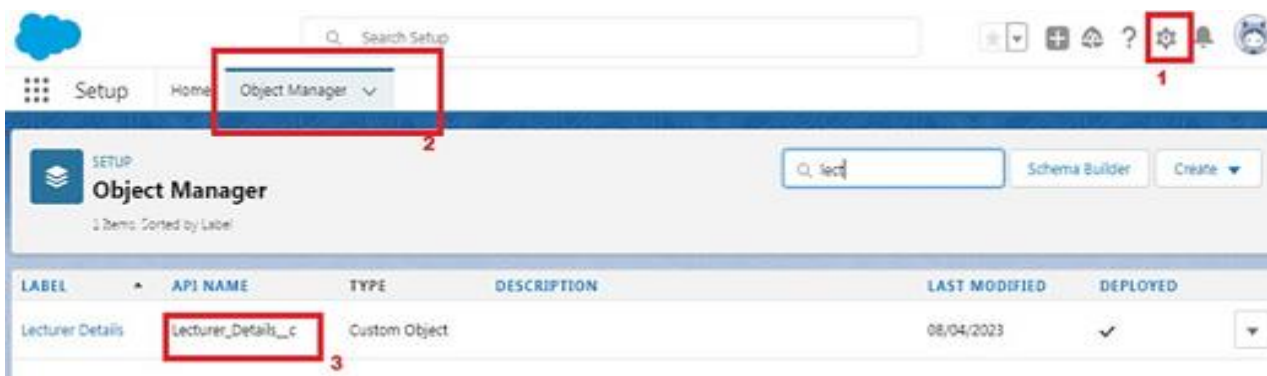 Search Setup
?
1
Setup Home Object Manager
2
SETUP
Object Manager
Items. Sorted by Label
lect
Schema Builder
Create
LABEL API NAME TYPE DESCRIPTION LAST MODIFIED DEPLOYED
Lecturer Details Lecturer_Details__c Custom Object 08/04/2023
3